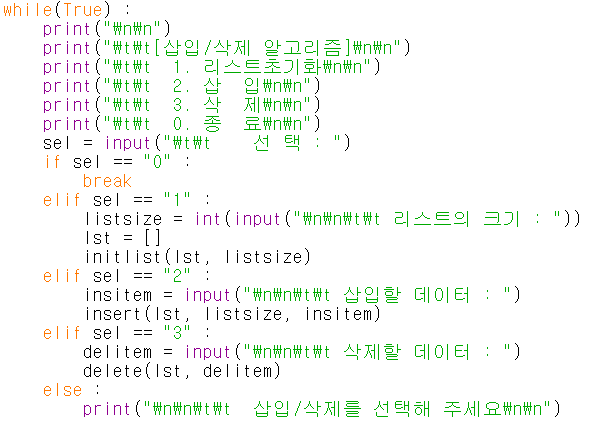 while(True) :
    print("₩n₩n")
    print("₩t₩t[삽입/삭제 알고리즘]₩n₩n")
    print("₩t₩t  1. 리스트초기화₩n₩n")
    print("₩t₩t  2. 삽  입₩n₩n")
    print("₩t₩t  3. 삭  제₩n₩n")
    print("₩t₩t  0. 종  료₩n₩n")
    sel = input("₩t₩t    선 택 : ")
    if sel == "0" :
        break
    elif sel == "1" :
        listsize = int(input("₩n₩n₩t₩t 리스트의 크기 : "))
        lst = []
        initlist(lst, listsize)
    elif sel == "2" :
        insitem = input("₩n₩n₩t₩t 삽입할 데이터 : ")
        insert(lst, listsize, insitem)
    elif sel == "3" :
        delitem = input("₩n₩n₩t₩t 삭제할 데이터 : ")
        delete(lst, delitem)
    else :
        print("₩n₩n₩t₩t  삽입/삭제를 선택해 주세요₩n₩n")